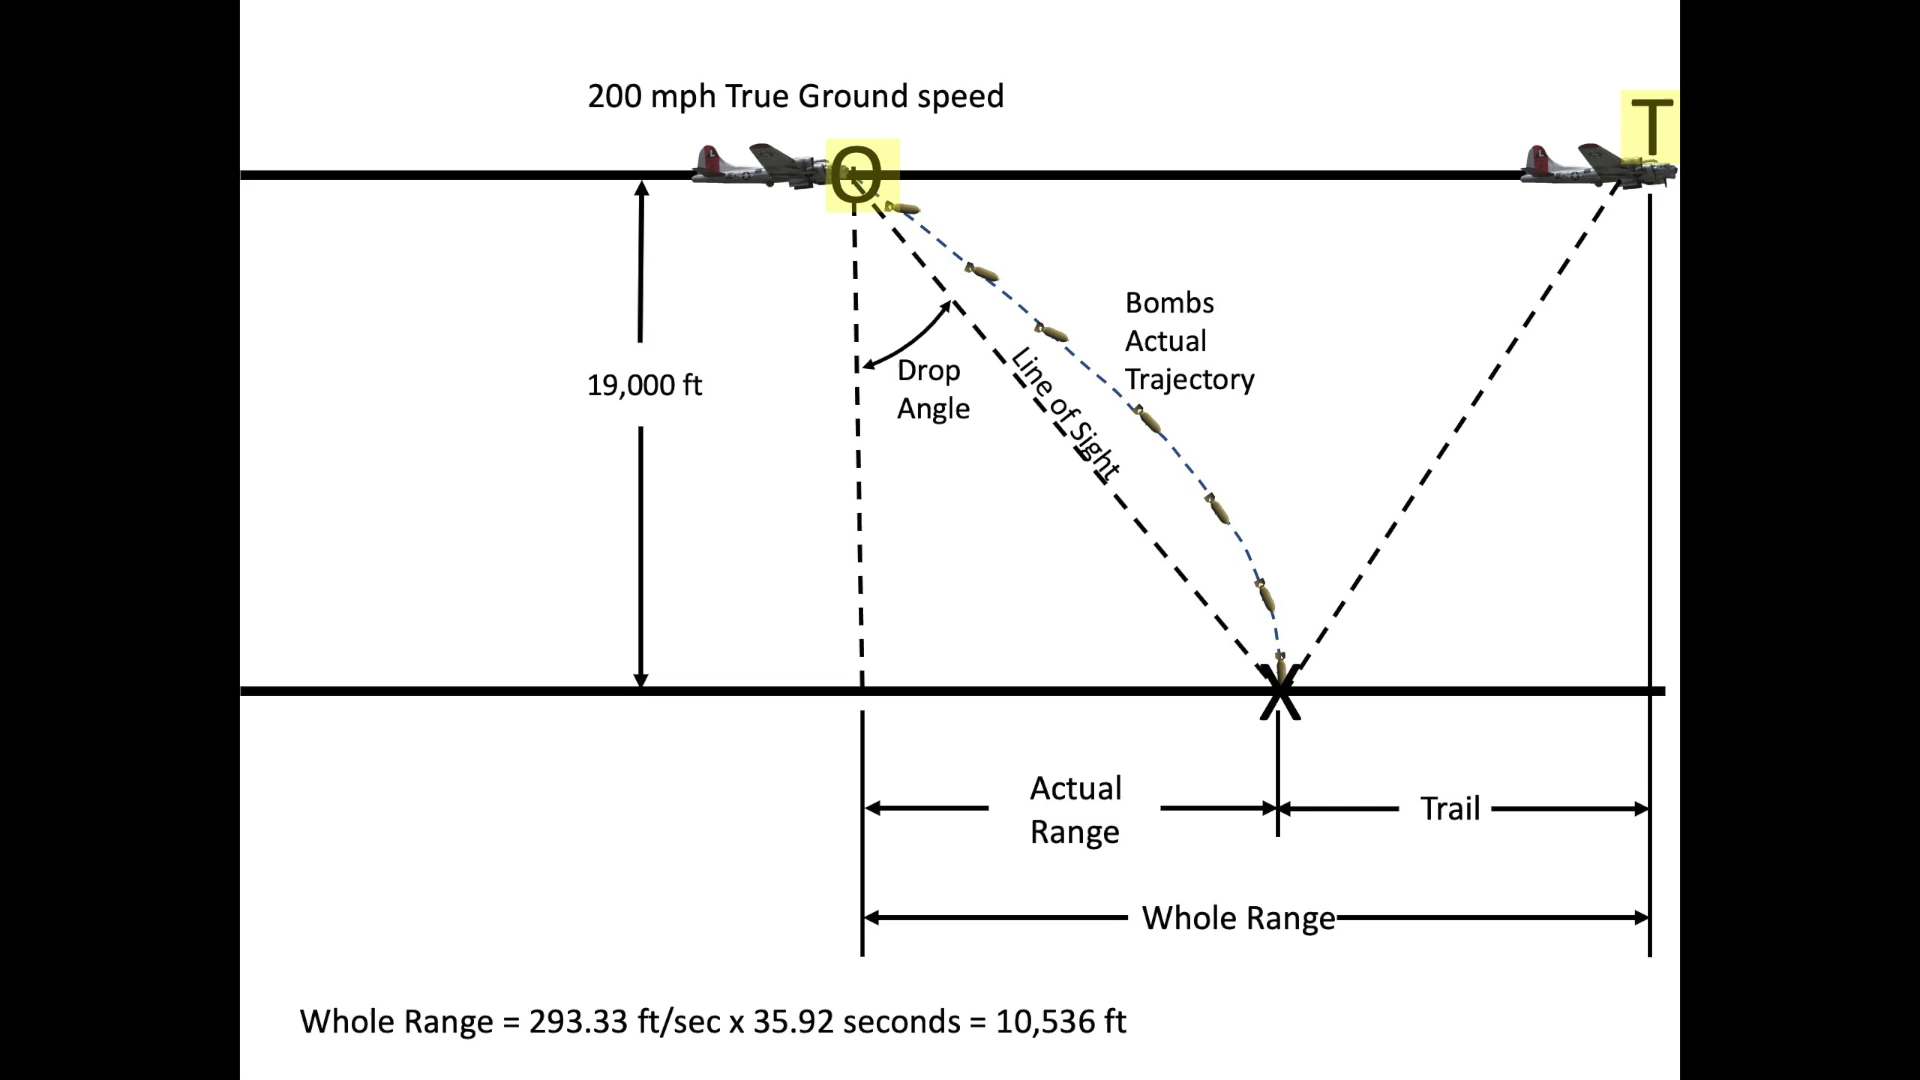 200 mph True Ground speed
T
O
Bombs
Actual
Trajectory
Line of Sight
Drop
Angle
19,000 ft
X
Actual
Range
Trail
Whole Range
Whole Range = 293.33 ft/sec x 35.92 seconds = 10,536 ft